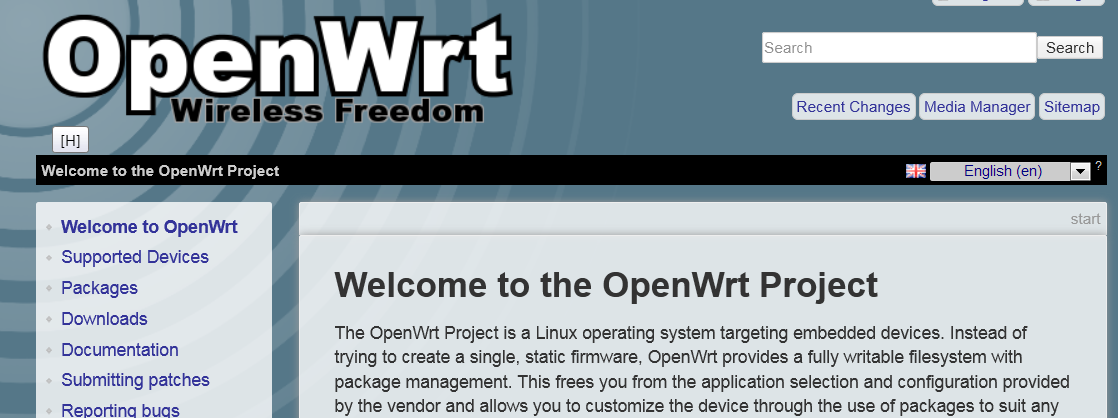 OpenWrt
Wireless Freedom
Search
Search
Recent Changes
Media Manager
Sitemap
[H]
Welcome to the OpenWrt Project
English (en)
?
Welcome to OpenWrt
Supported Devices
Packages
Downloads
Documentation
Submitting patches
Reporting bugs
start
Welcome to the OpenWrt Project
The OpenWrt Project is a Linux operating system targeting embedded devices. Instead of
trying to create a single, static firmware, OpenWrt provides a fully writable filesystem with
package management. This frees you from the application selection and configuration provided
by the vendor and allows you to customize the device through the use of packages to suit any